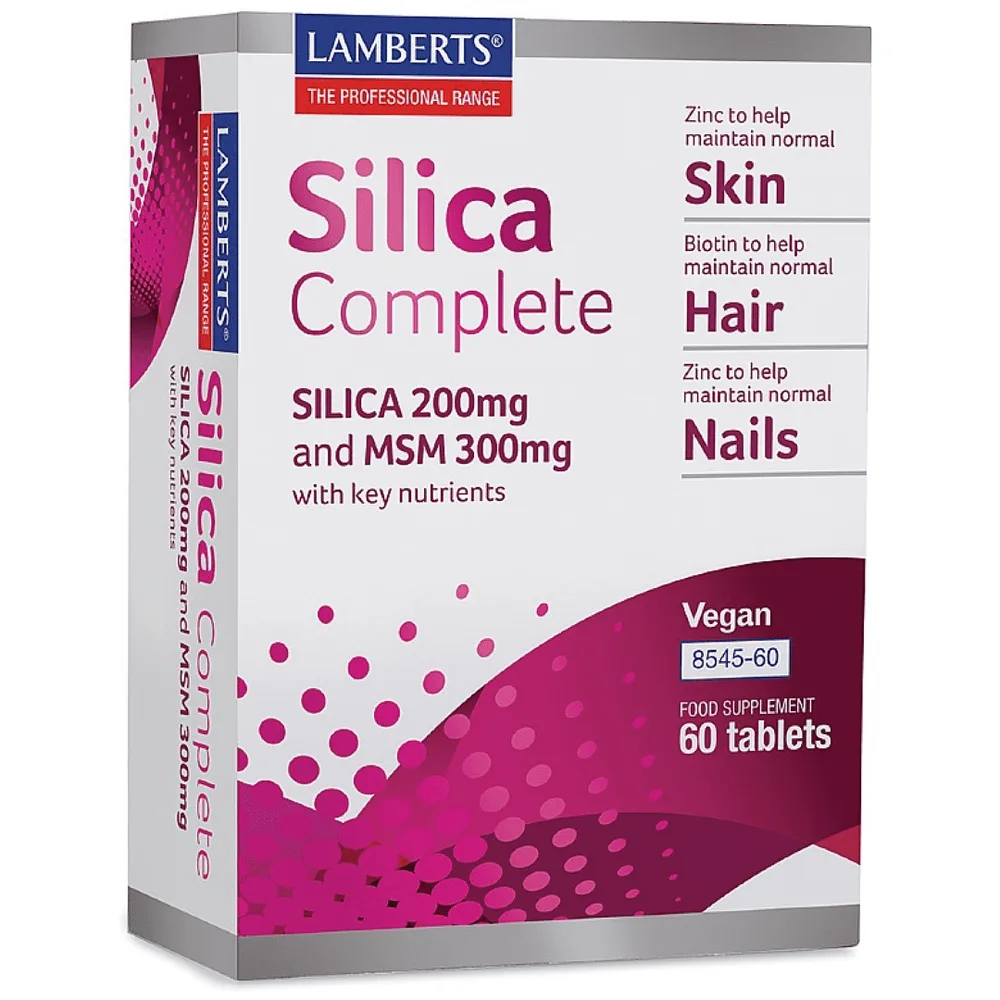 LAMBERTS®
THE PROFESSIONAL RANGE
Silica
Complete
SILICA 200mg
and MSM 300mg
with key nutrients
Zinc to help
maintain normal
Skin
Biotin to help
maintain normal
Hair
Zinc to help
maintain normal
Nails
Vegan
8545-60
FOOD SUPPLEMENT
60 tablets
LAMBERTS®
THE PROFESSIONAL RANGE
Silica Complete
SILICA 200mg and MSM 300mg
with key nutrients